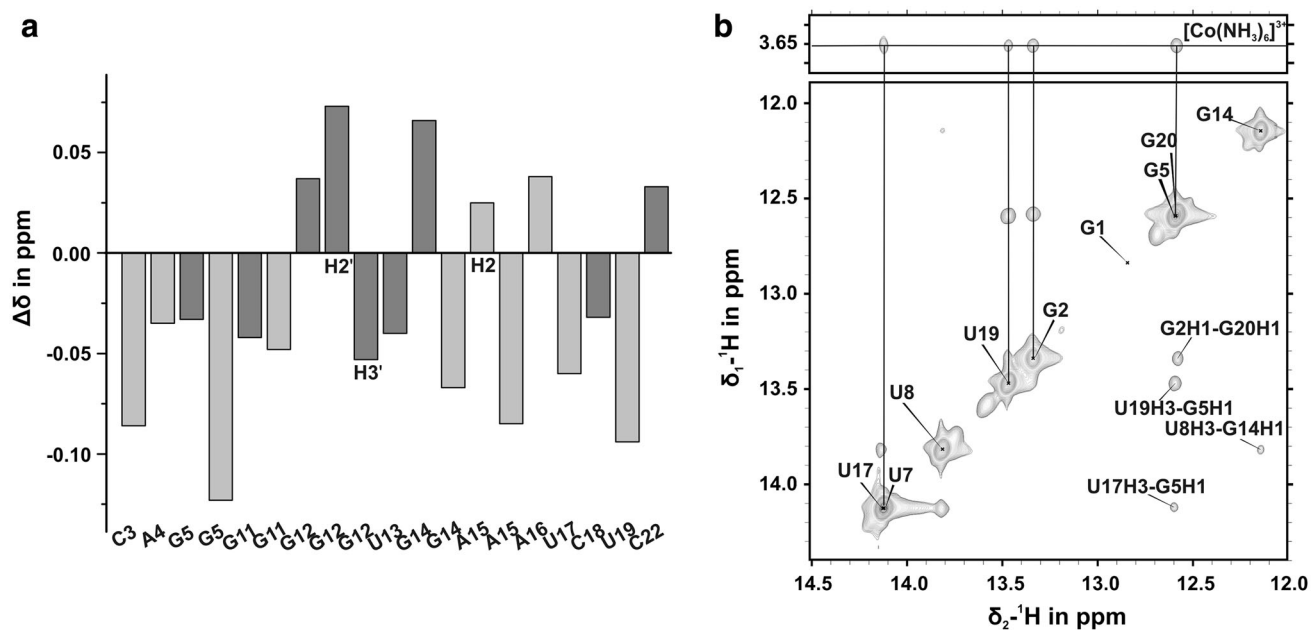 a
Δδ in ppm
0.05
0.00
-0.05
-0.10
H2'
H3'
H2
C3 A4 G5 G5 G11 G11 G12 G12 G12 U13 G14 G14 A15 A15 A16 U17 C18 U19 C22
b
[Co(NH₃)₆]³⁺
3.65
12.0
12.5
13.0
13.5
14.0
δ₁-¹H in ppm
G14
G20
G5
G1
G2
U19
G2H1-G20H1
U19H3-G5H1
U8
U8H3-G14H1
U17 U7
U17H3-G5H1
14.5 14.0 13.5 13.0 12.5 12.0
δ₂-¹H in ppm